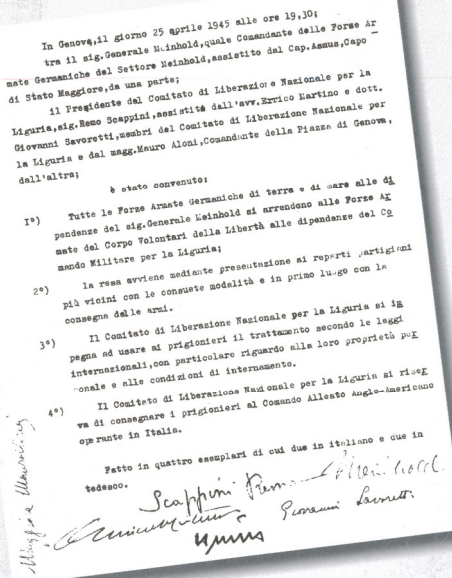 In Genova,il giorno 25 aprile 1945 alle ore 19,30;
tra il sig.Generale Meinhold,quale Comandante delle Forze Ar
mate Germaniche del Settore Meinhold,assistito dal Cap.Asmus,Capo
di Stato Maggiore,da una parte;
il Presidente del Comitato di Liberazione Nazionale per la
Liguria,sig.Remo Scappini,assistito dall'avv.Errico Martino e dott.
Giovanni Savoretti,membri del Comitato di Liberazione Nazionale per
la Liguria e dal magg.Mauro Aloni,Comandante della Piazza di Genova,
dall'altra;
è stato convenuto:
I°) Tutte le Forze Armate Germaniche di terra e di mare alle di
pendenze del sig.Generale Meinhold si arrendono alle Forze Ar
mate del Corpo Volontari della Libertà alle dipendenze del Co
mando Militare per la Liguria;
2°) la resa avviene mediante presentazione ai reparti partigiani
più vicini con le consuete modalità e in primo luogo con la
consegna delle armi.
3°) Il Comitato di Liberazione Nazionale per la Liguria si im
pegna ad usare ai prigionieri il trattamento secondo le leggi
internazionali,con particolare riguardo alla loro proprietà per
sonale e alle condizioni di internamento.
4°) Il Comitato di Liberazione Nazionale per la Liguria si riser
va di consegnare i prigionieri al Comando Alleato Anglo-Americano
operante in Italia.
Fatto in quattro esemplari di cui due in italiano e due in
tedesco.
Scappini Remo Meinhold
Giovanni Savoretti